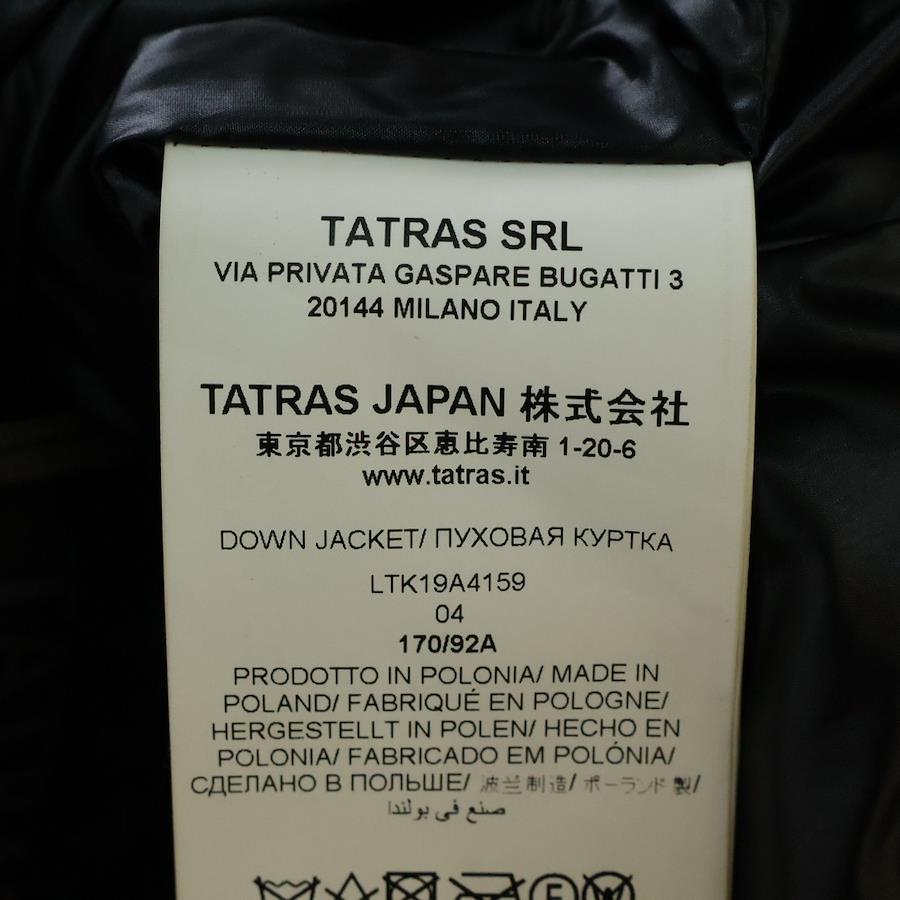 TATRAS SRL
VIA PRIVATA GASPARE BUGATTI 3
20144 MILANO ITALY
TATRAS JAPAN 株式会社
東京都渋谷区恵比寿南 1-20-6
www.tatras.it
DOWN JACKET/ ПУХОВАЯ КУРТКА
LTK19A4159
04
170/92A
PRODOTTO IN POLONIA/ MADE IN
POLAND/ FABRIQUÉ EN POLOGNE/
HERGESTELLT IN POLEN/ HECHO EN
POLONIA/ FABRICADO EM POLÓNIA/
СДЕЛАНО В ПОЛЬШЕ/ 波兰制造/ ポーランド製/
صنع في بولندا